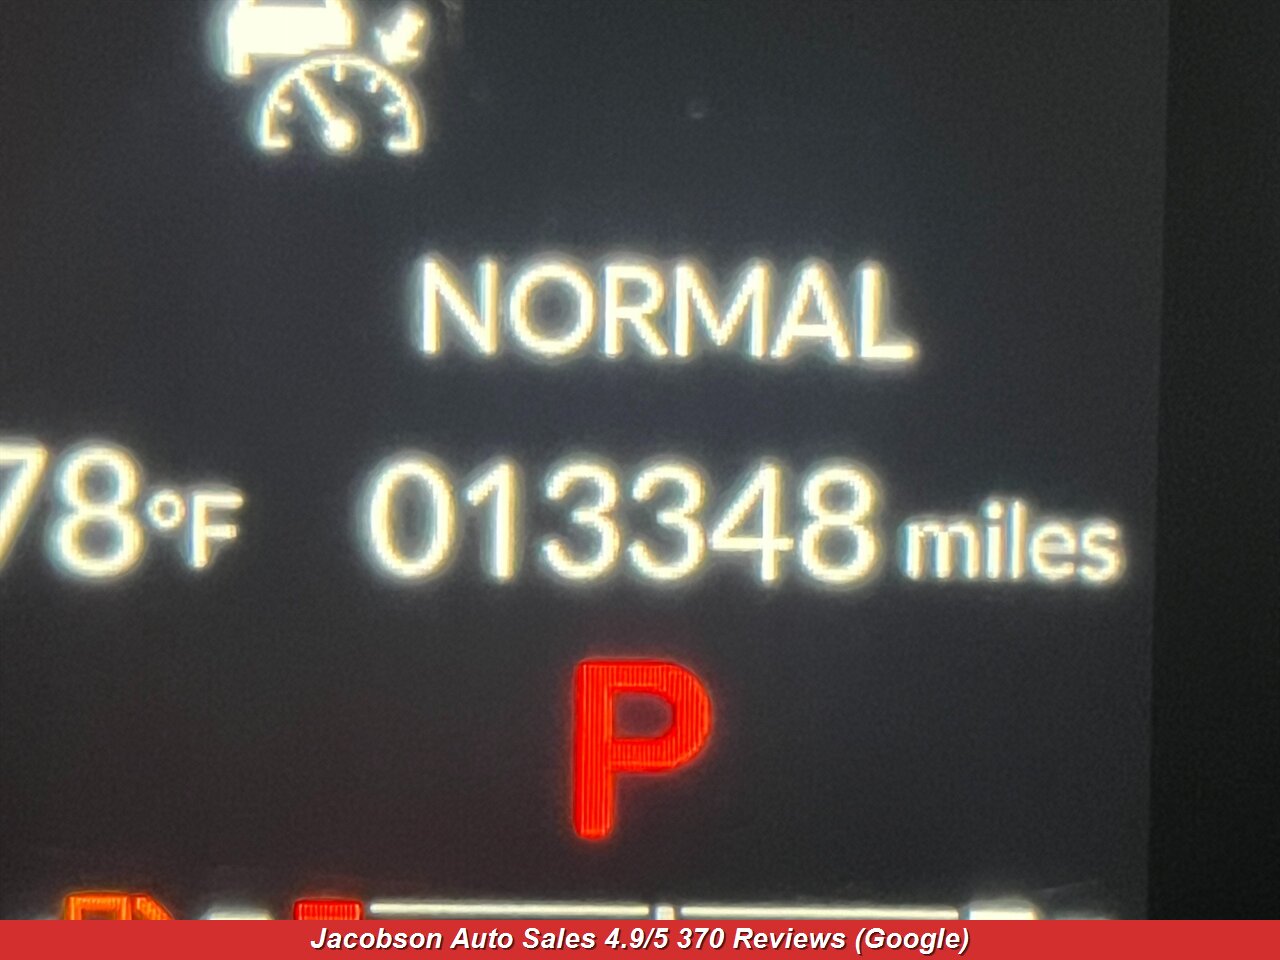 NORMAL
78°F 013348 miles
P
Jacobson Auto Sales 4.9/5 370 Reviews (Google)